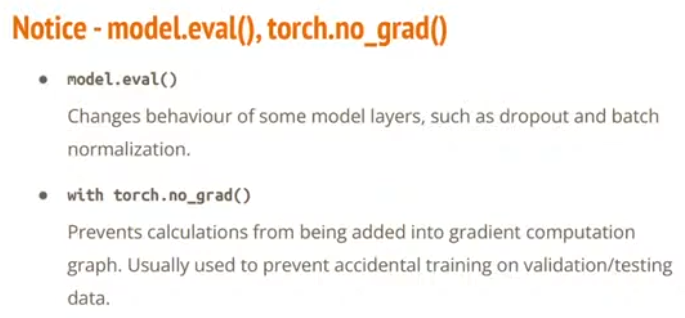 Notice - model.eval(), torch.no_grad()
● model.eval()
Changes behaviour of some model layers, such as dropout and batch
normalization.
● with torch.no_grad()
Prevents calculations from being added into gradient computation
graph. Usually used to prevent accidental training on validation/testing
data.